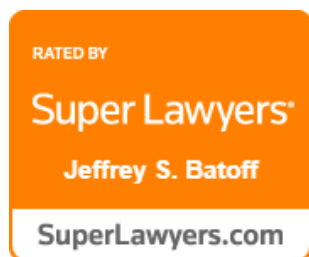 RATED BY
Super Lawyers®
Jeffrey S. Batoff
SuperLawyers.com